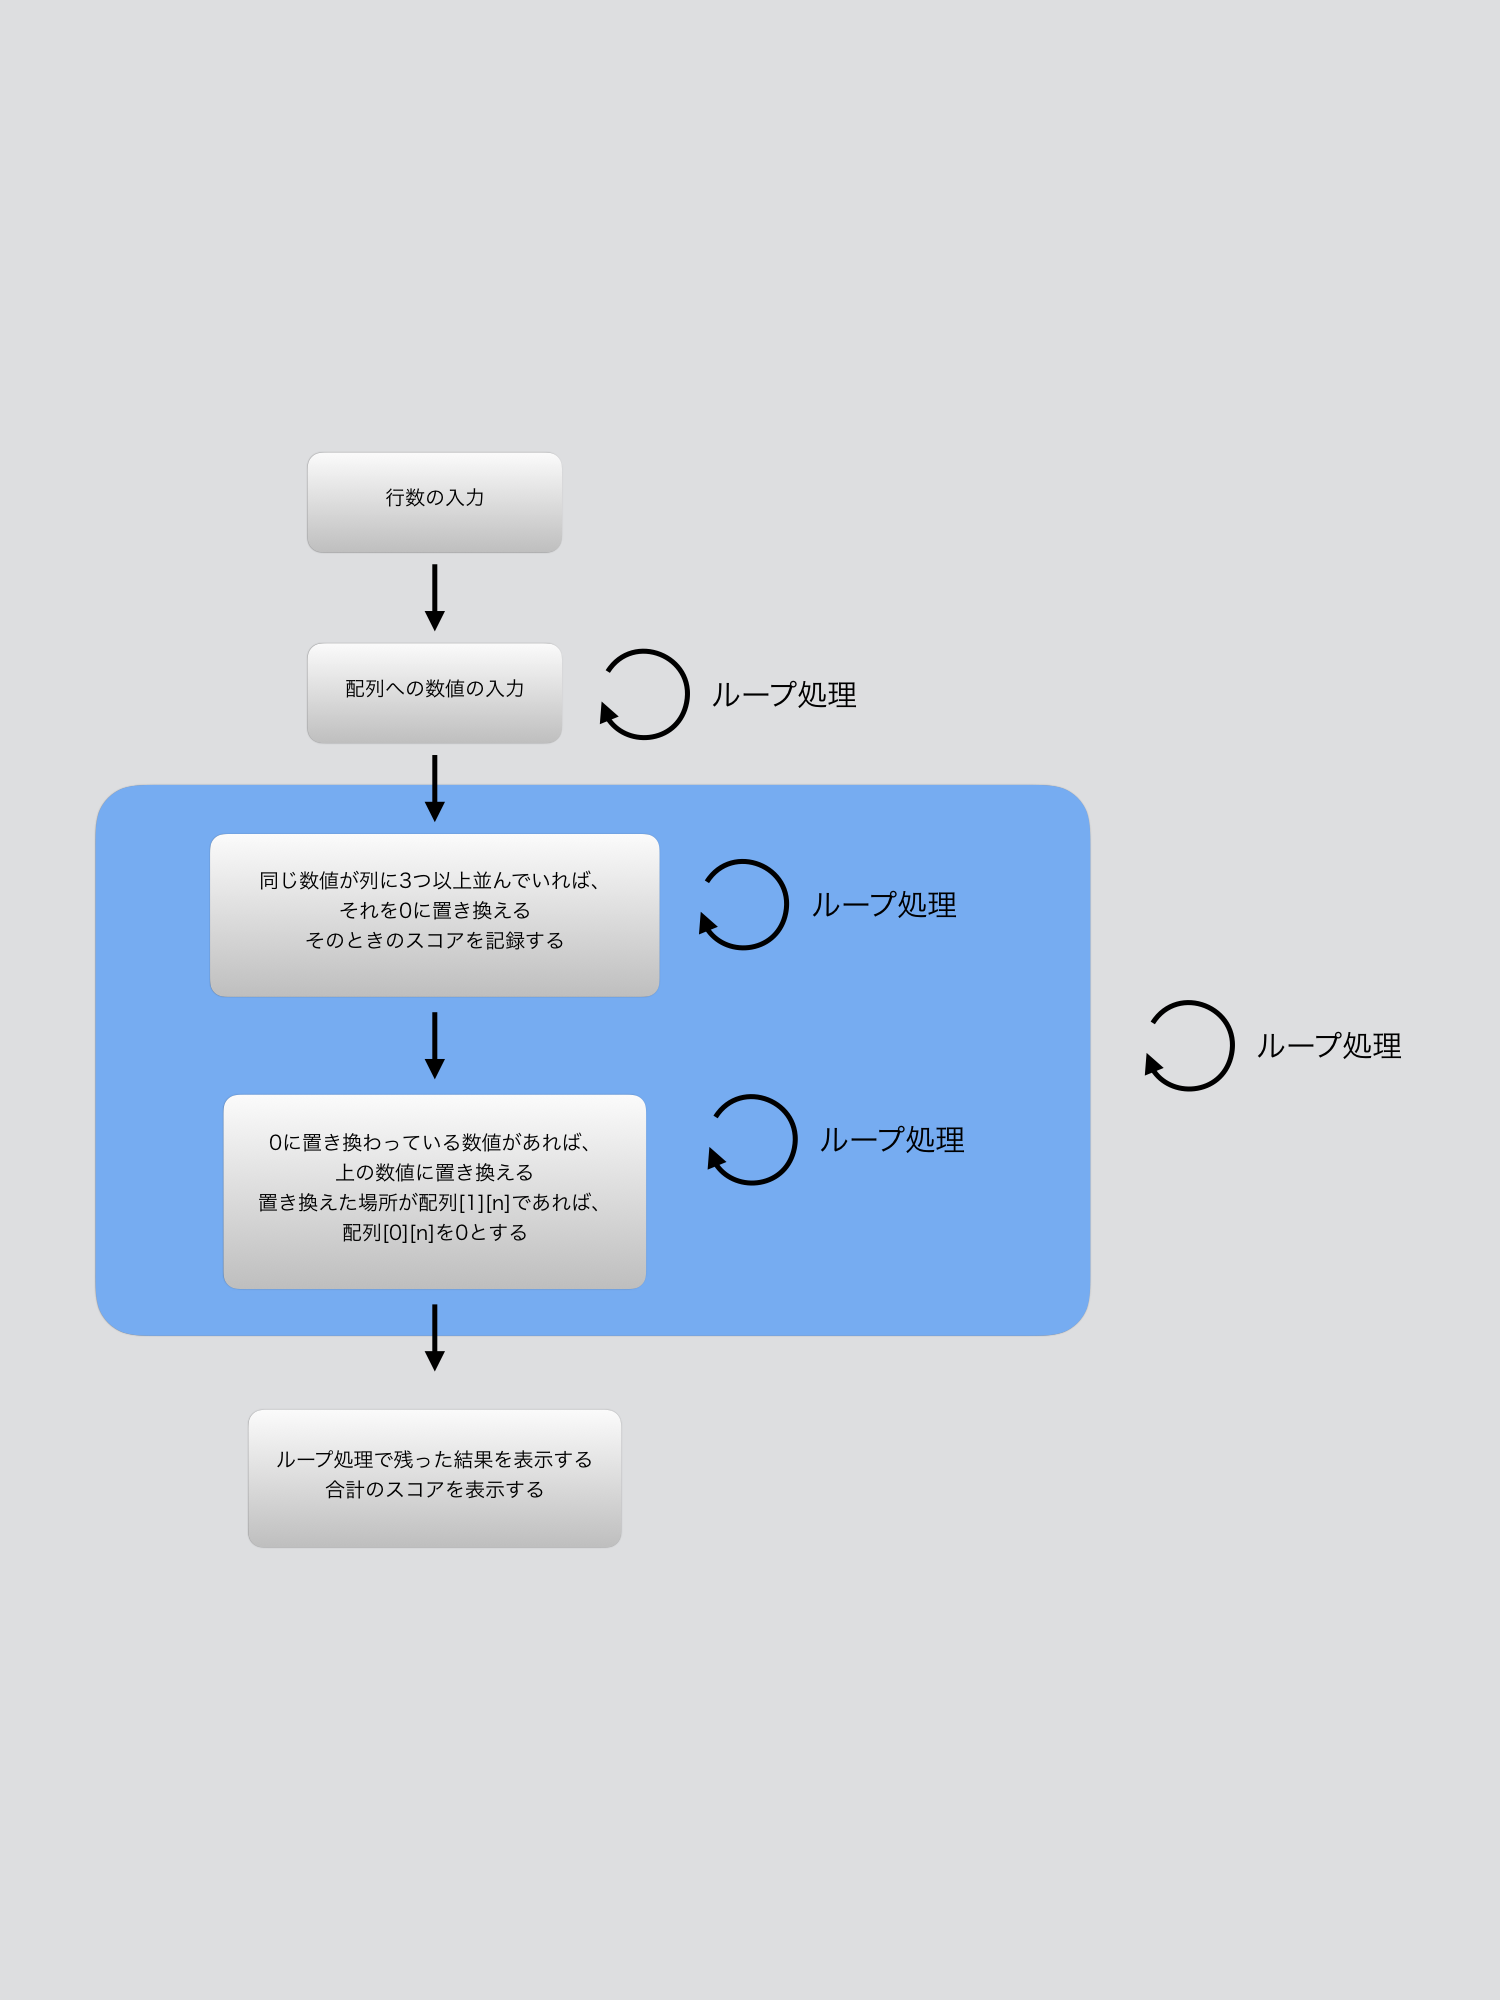 行数の入力
配列への数値の入力
ループ処理
同じ数値が列に3つ以上並んでいれば、
それを0に置き換える
そのときのスコアを記録する
ループ処理
ループ処理
0に置き換わっている数値があれば、
上の数値に置き換える
置き換えた場所が配列[1][n]であれば、
配列[0][n]を0とする
ループ処理
ループ処理で残った結果を表示する
合計のスコアを表示する